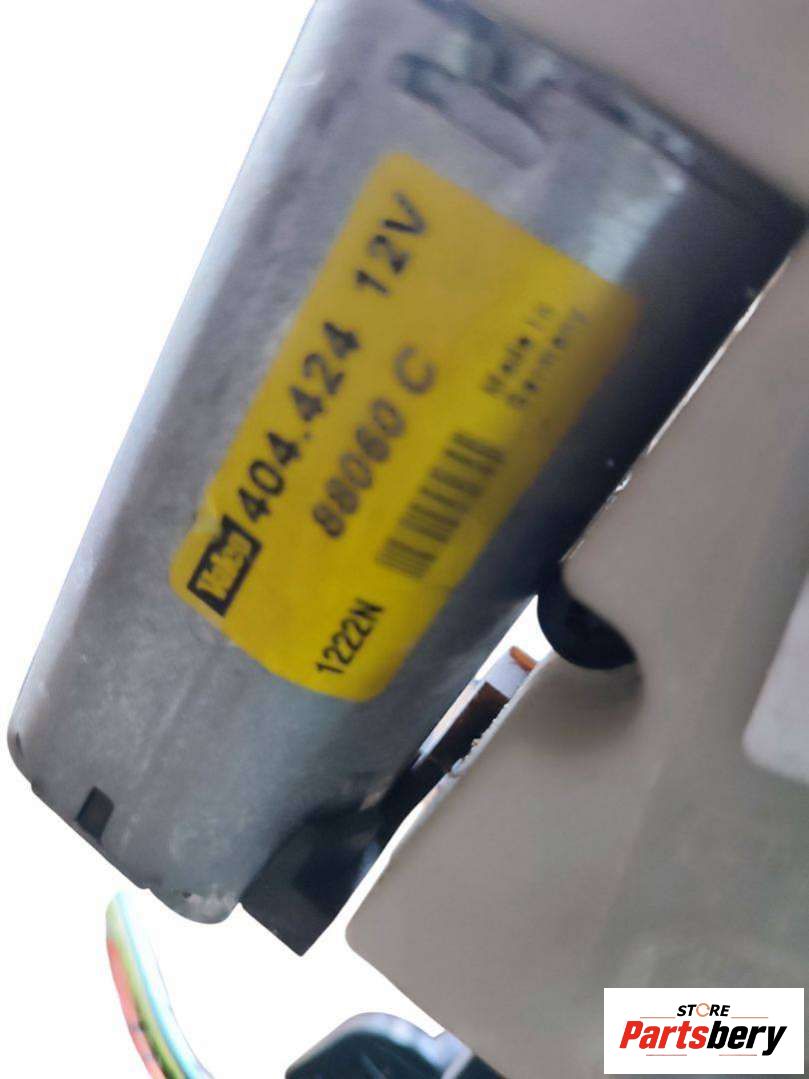 Valeo 404.424 12V
88060 C
Made in
Germany
1222N
STORE
Partsbery